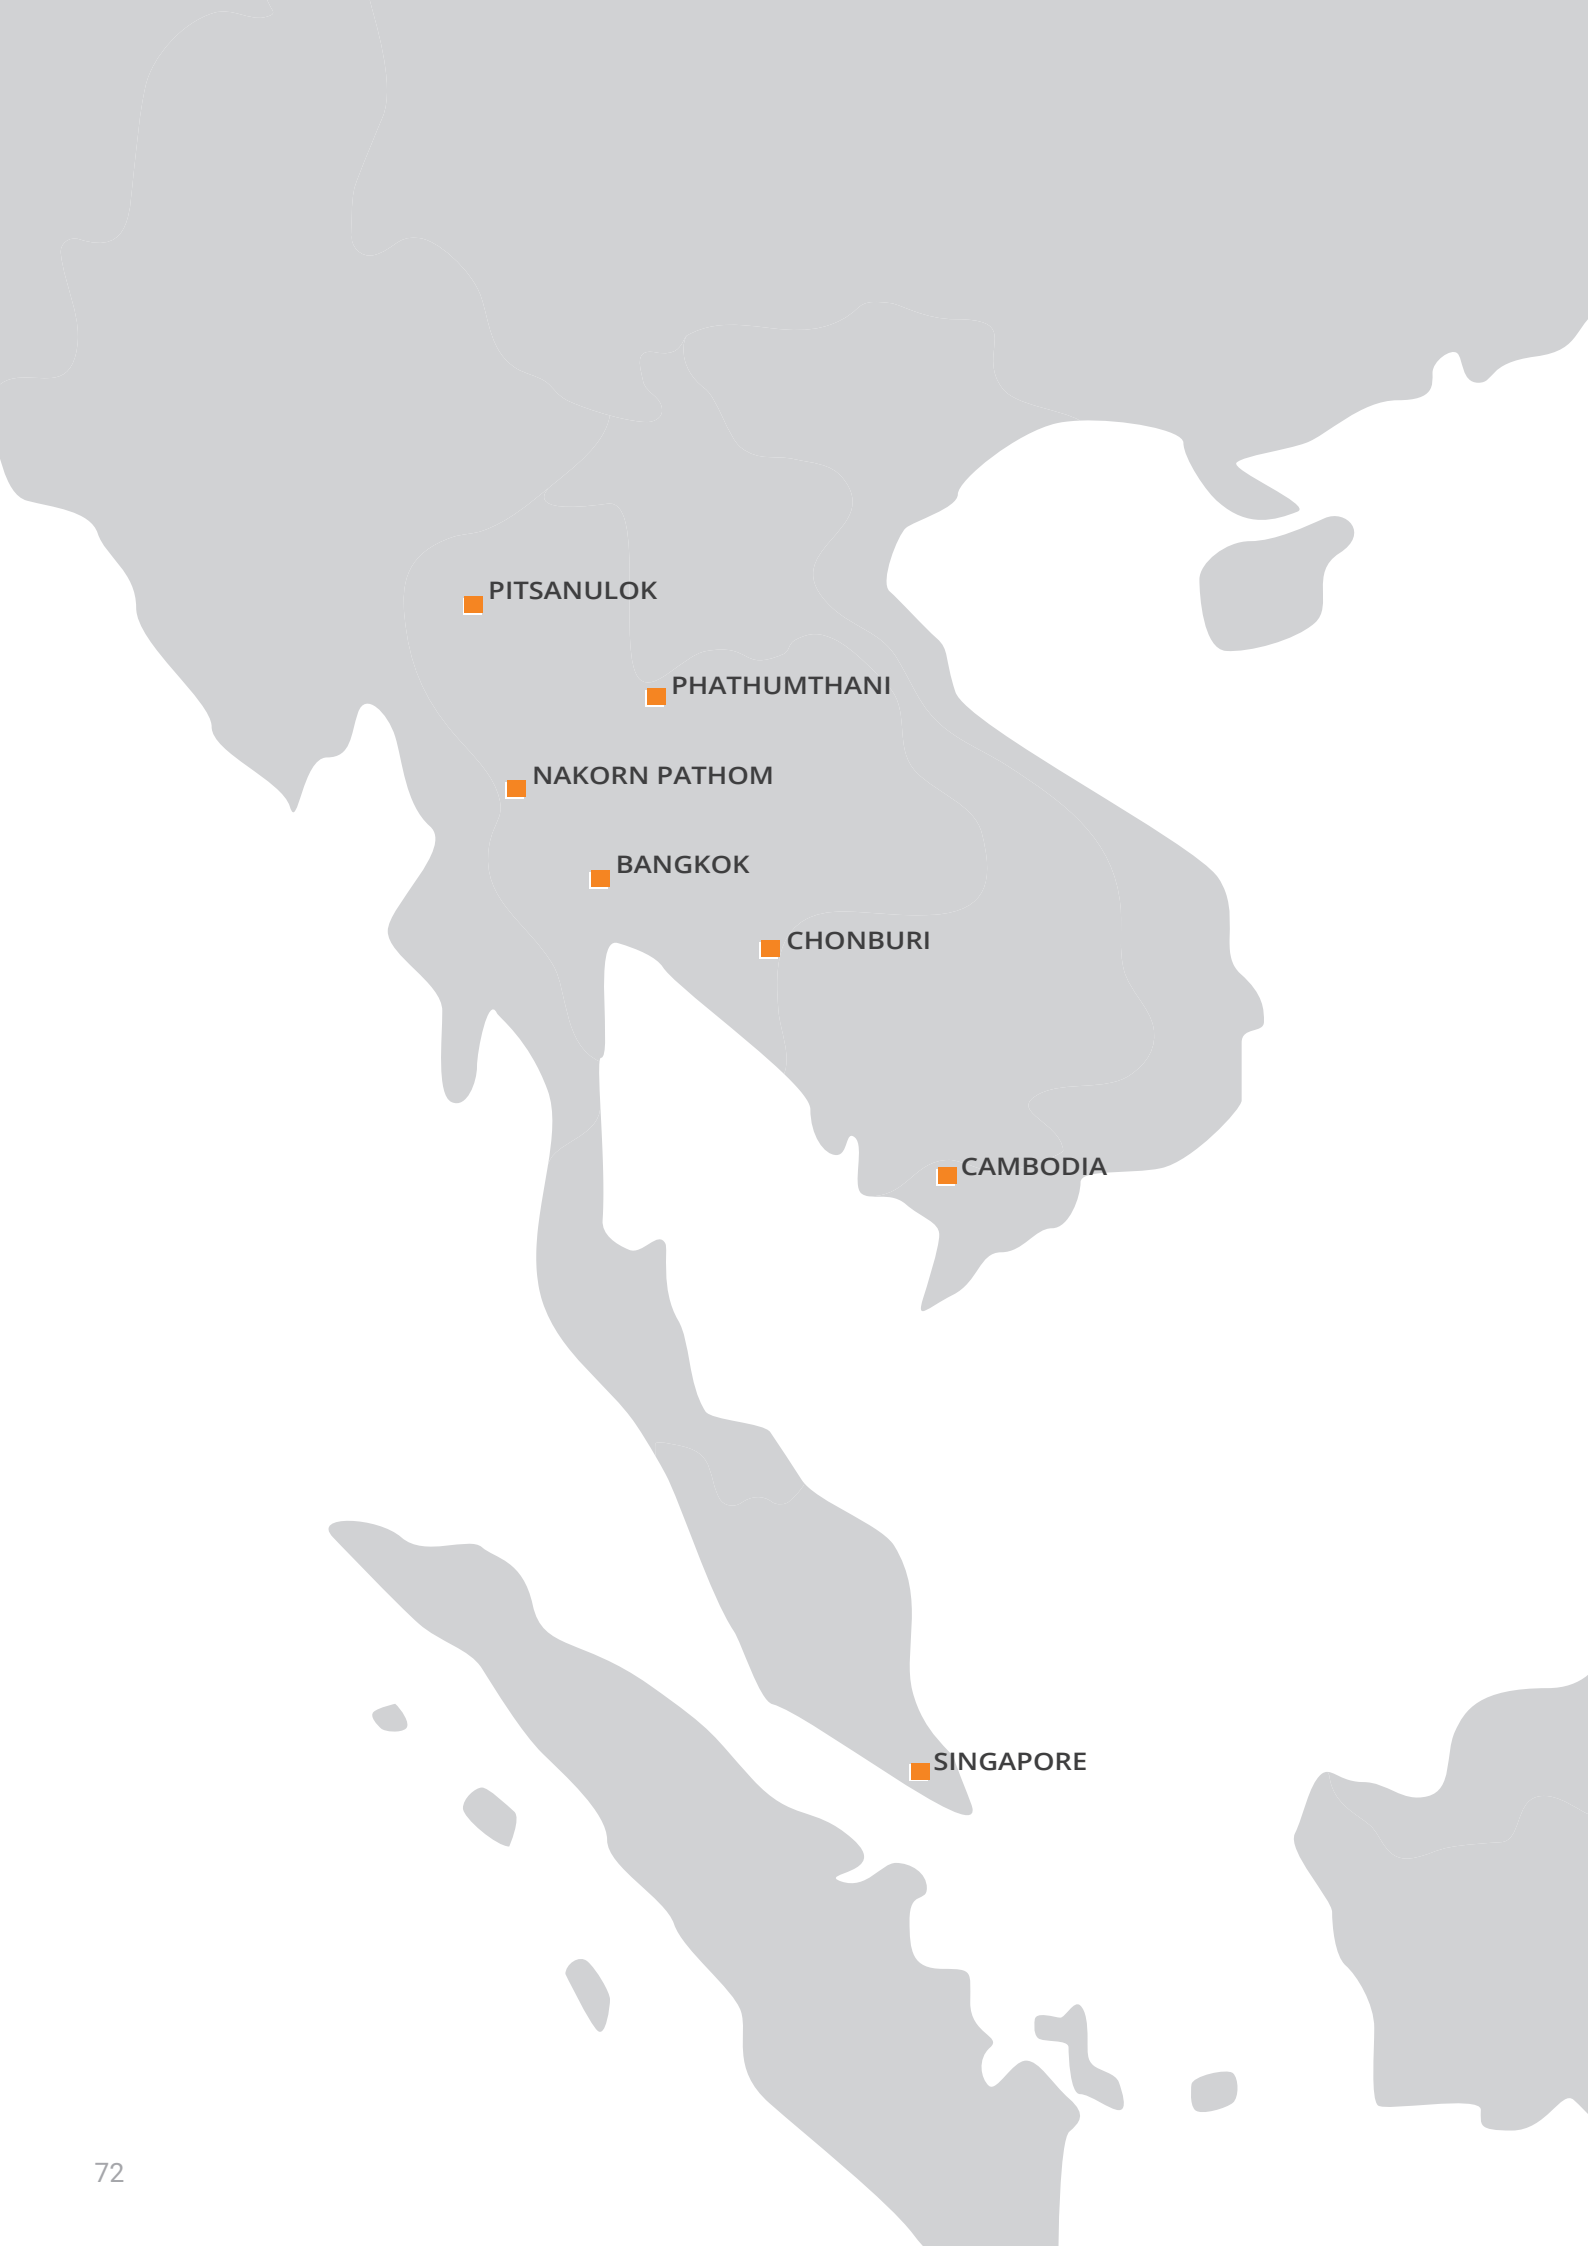 PITSANULOK
PHATHUMTHANI
NAKORN PATHOM
BANGKOK
CHONBURI
CAMBODIA
SINGAPORE
72